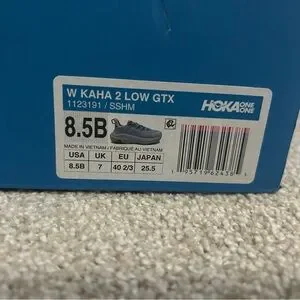 W KAHA 2 LOW GTX
1123191 / SSHM
HOKA ONE ONE
8.5B
MADE IN VIETNAM / FABRIQUÉ AU VIETNAM
USA UK EU JAPAN
8.5B 7 40 2/3 25.5